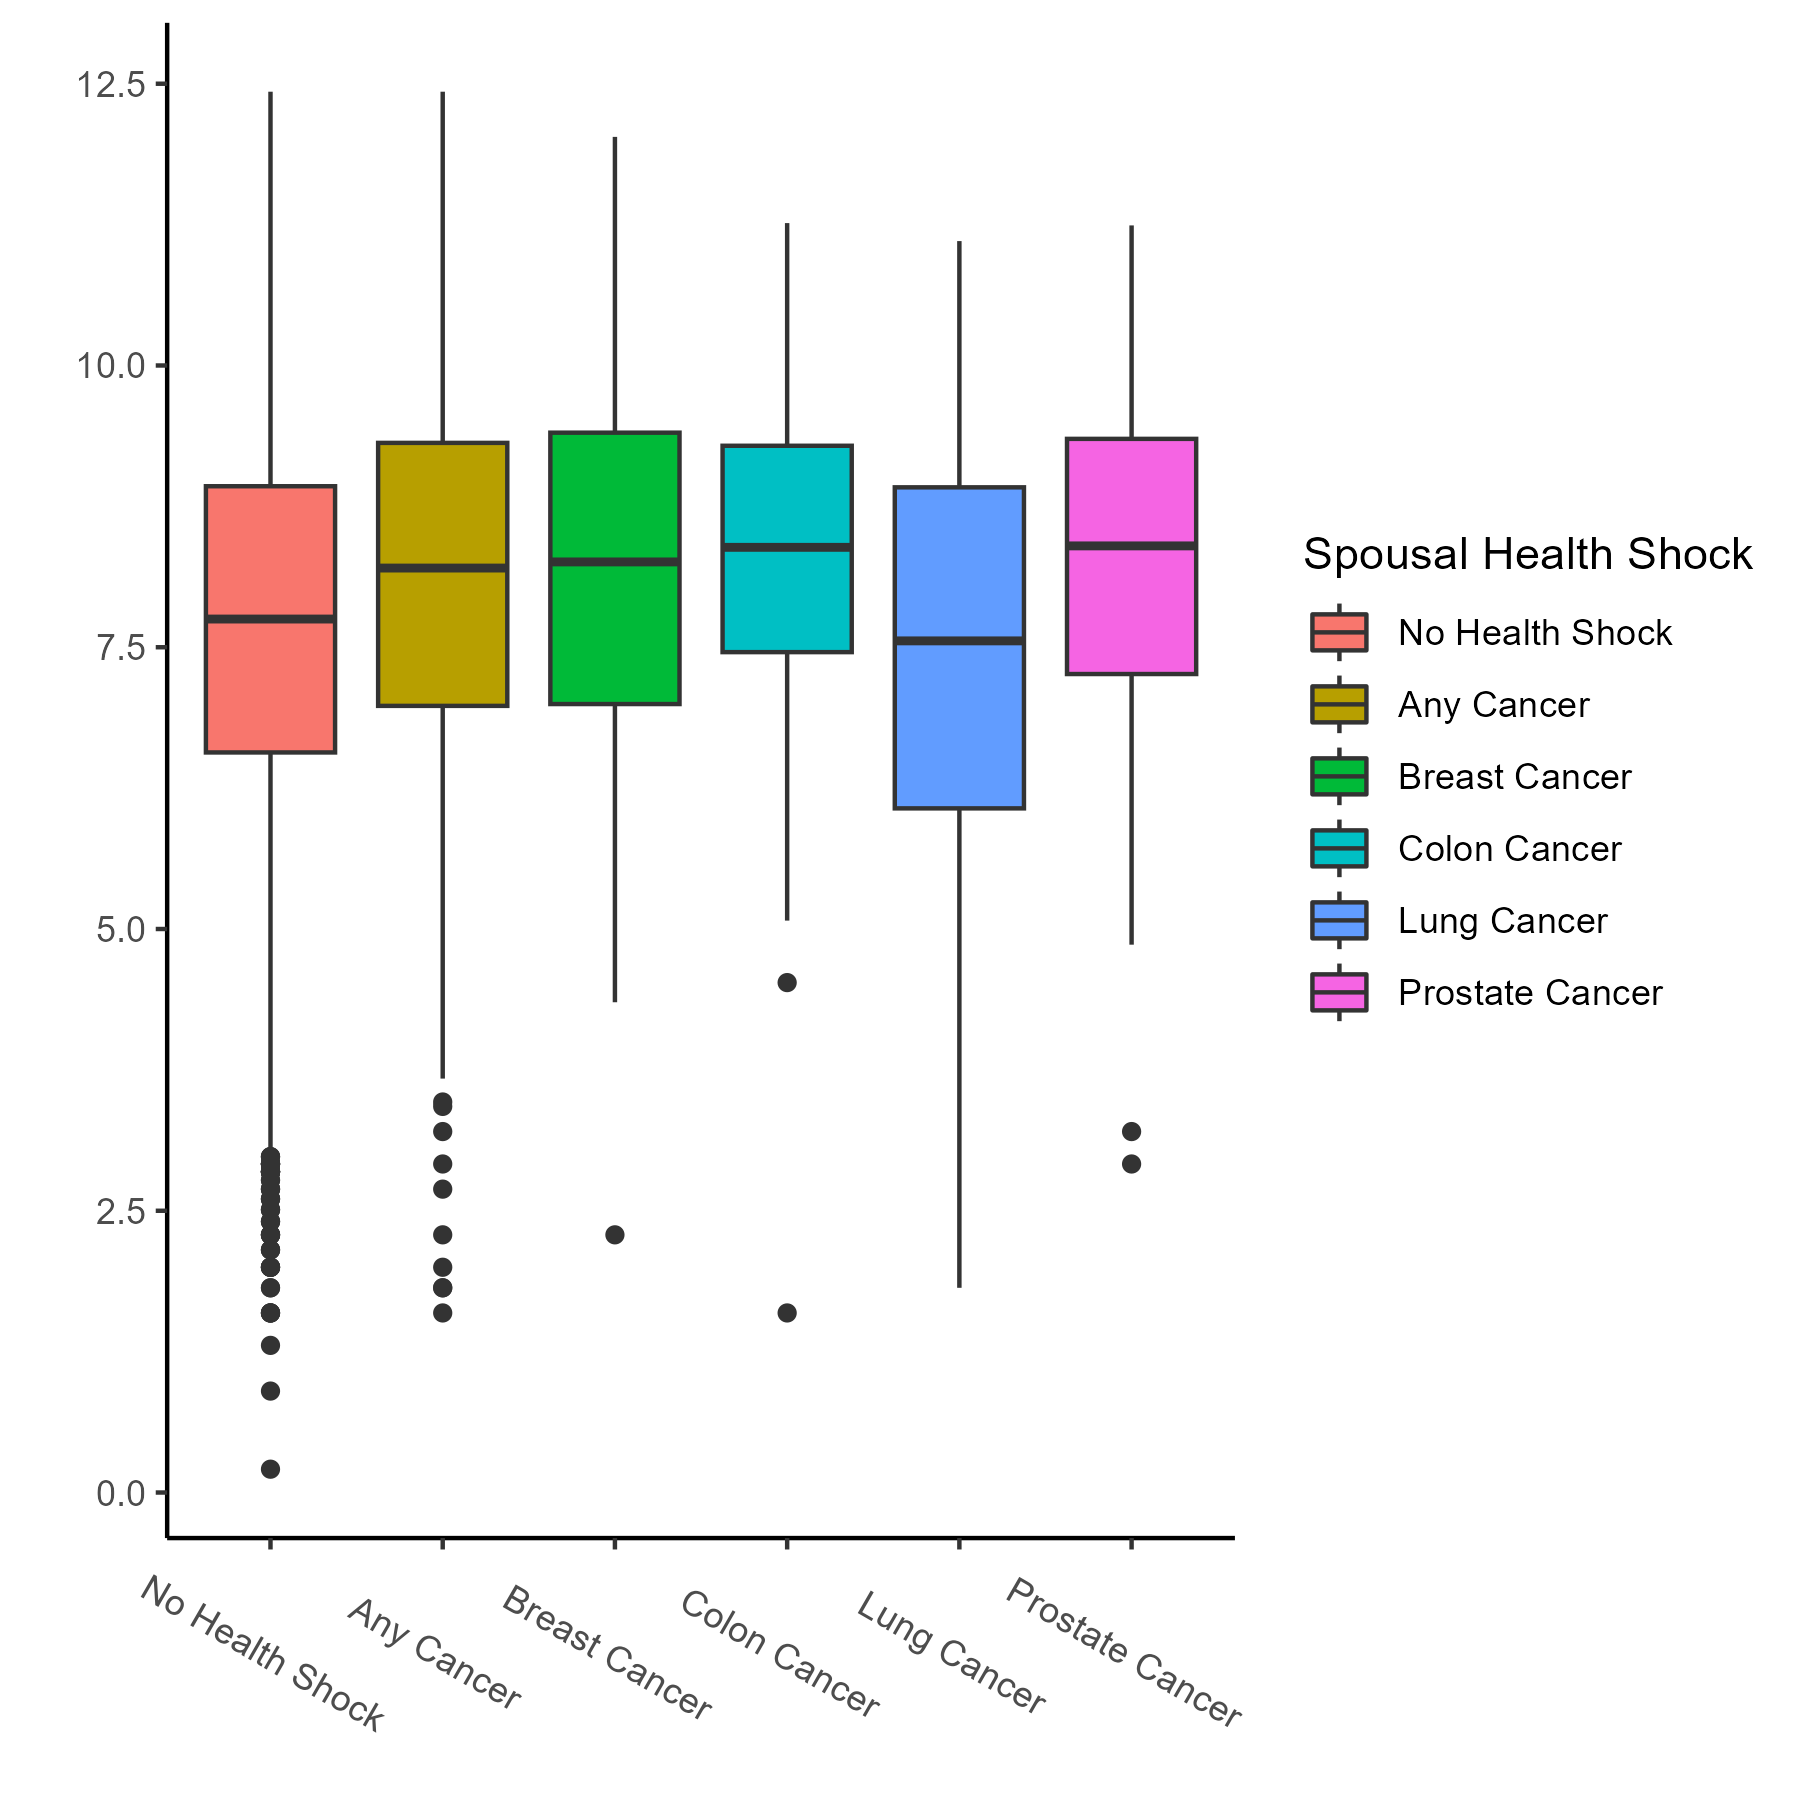 12.5
10.0
7.5
5.0
2.5
0.0
No Health Shock
Any Cancer
Breast Cancer
Colon Cancer
Lung Cancer
Prostate Cancer
Spousal Health Shock
No Health Shock
Any Cancer
Breast Cancer
Colon Cancer
Lung Cancer
Prostate Cancer